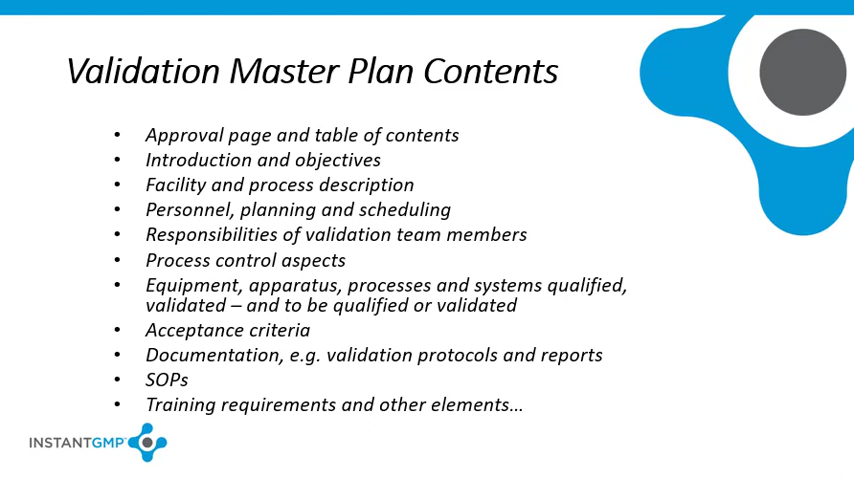 Validation Master Plan Contents
• Approval page and table of contents
• Introduction and objectives
• Facility and process description
• Personnel, planning and scheduling
• Responsibilities of validation team members
• Process control aspects
• Equipment, apparatus, processes and systems qualified,
validated – and to be qualified or validated
• Acceptance criteria
• Documentation, e.g. validation protocols and reports
• SOPs
• Training requirements and other elements…
INSTANTGMP™